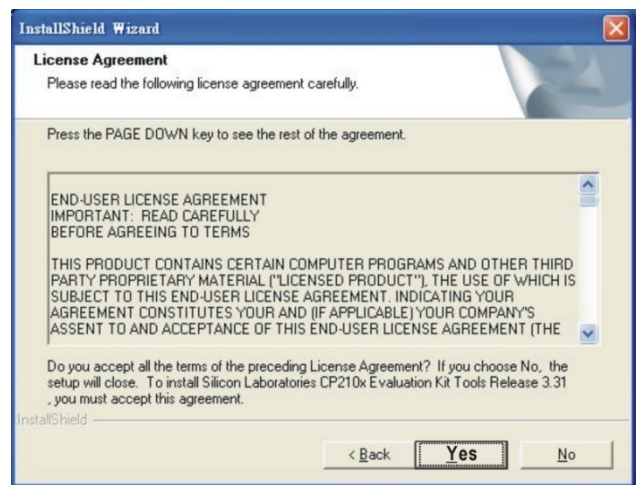 InstallShield Wizard
License Agreement
Please read the following license agreement carefully.
Press the PAGE DOWN key to see the rest of the agreement.
END-USER LICENSE AGREEMENT
IMPORTANT: READ CAREFULLY
BEFORE AGREEING TO TERMS
THIS PRODUCT CONTAINS CERTAIN COMPUTER PROGRAMS AND OTHER THIRD
PARTY PROPRIETARY MATERIAL ("LICENSED PRODUCT"), THE USE OF WHICH IS
SUBJECT TO THIS END-USER LICENSE AGREEMENT. INDICATING YOUR
AGREEMENT CONSTITUTES YOUR AND (IF APPLICABLE) YOUR COMPANY'S
ASSENT TO AND ACCEPTANCE OF THIS END-USER LICENSE AGREEMENT (THE
Do you accept all the terms of the preceding License Agreement? If you choose No, the
setup will close. To install Silicon Laboratories CP210x Evaluation Kit Tools Release 3.31
, you must accept this agreement.
InstallShield
< Back Yes No